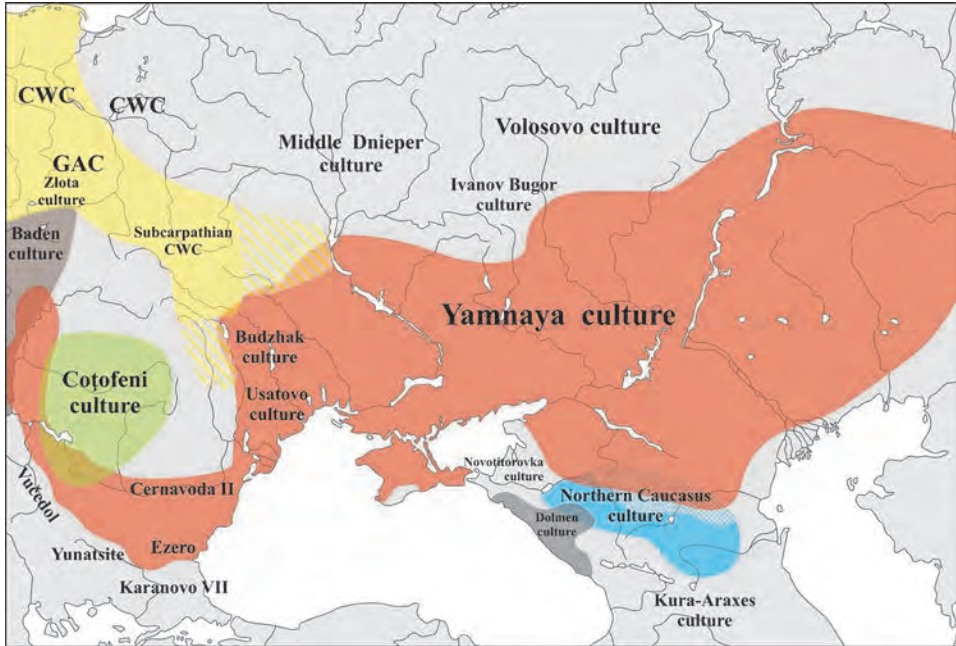 CWC
CWC
Volosovo culture
Middle Dnieper
culture
GAC
Złota
culture
Ivanov Bugor
culture
Baden
culture
Subcarpathian
CWC
Yamnaya culture
Budzhak
culture
Coţofeni
culture
Usatovo
culture
Novotitorovka
culture
Cernavoda II
Northern Caucasus
culture
Vučedol
Dolmen
culture
Yunatsite
Ezero
Karanovo VII
Kura-Araxes
culture